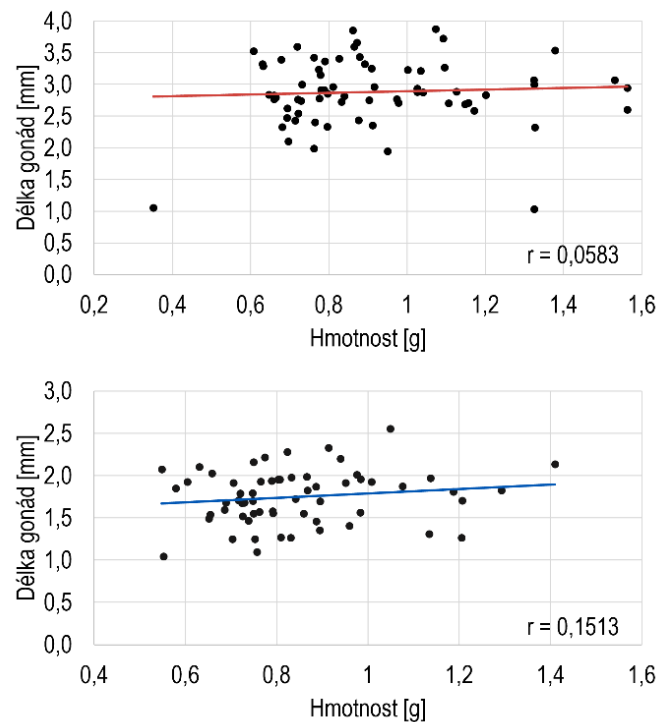 Délka gonád [mm]
4,0
3,5
3,0
2,5
2,0
1,5
1,0
0,5
0,0
r = 0,0583
0,2 0,4 0,6 0,8 1 1,2 1,4 1,6
Hmotnost [g]
Délka gonád [mm]
3,0
2,5
2,0
1,5
1,0
0,5
0,0
r = 0,1513
0,4 0,6 0,8 1 1,2 1,4 1,6
Hmotnost [g]